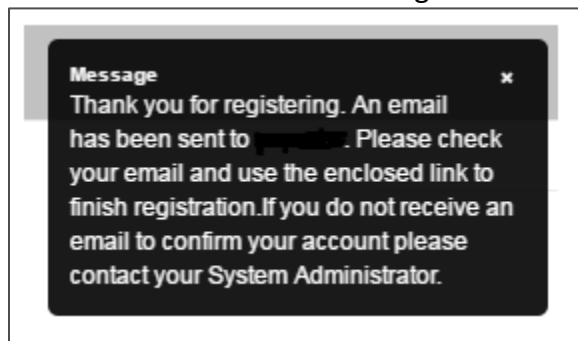 Message ×
Thank you for registering. An email
has been sent to . Please check
your email and use the enclosed link to
finish registration.If you do not receive an
email to confirm your account please
contact your System Administrator.